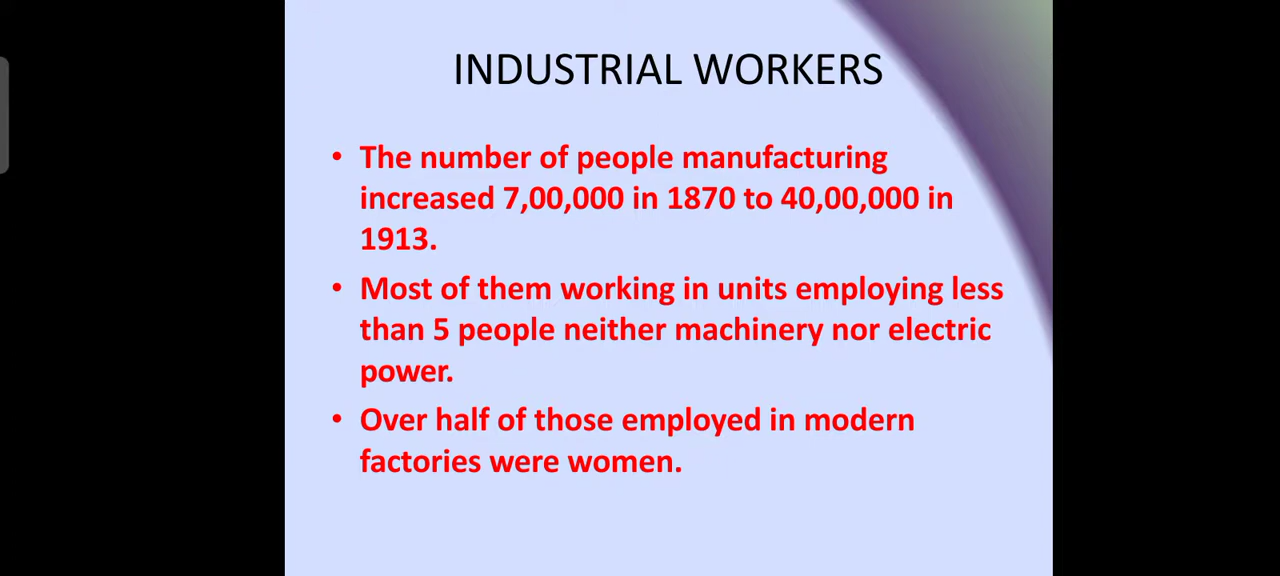 INDUSTRIAL WORKERS
• The number of people manufacturing
increased 7,00,000 in 1870 to 40,00,000 in
1913.
• Most of them working in units employing less
than 5 people neither machinery nor electric
power.
• Over half of those employed in modern
factories were women.